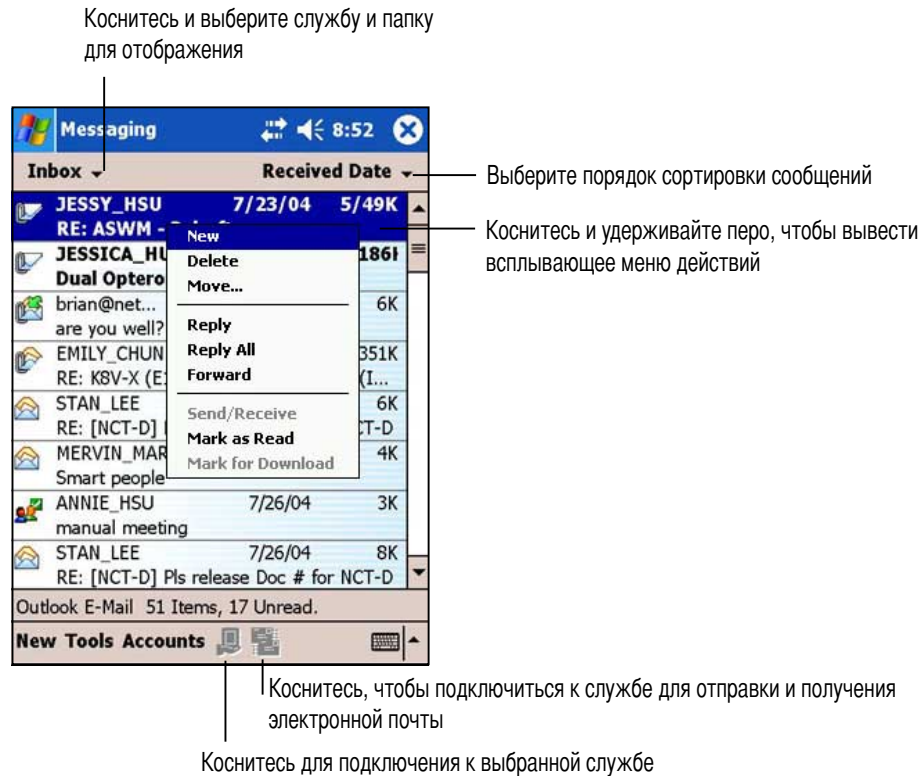 Коснитесь и выберите службу и папку
для отображения
Messaging 8:52
Inbox Received Date
Выберите порядок сортировки сообщений
JESSY_HSU 7/23/04 5/49K
RE: ASWM -
Коснитесь и удерживайте перо, чтобы вывести
всплывающее меню действий
New
Delete
Move...
Reply
Reply All
Forward
Send/Receive
Mark as Read
Mark for Download
JESSICA_HU 186
Dual Optero
brian@net... 6K
are you well?
EMILY_CHUN 351K
RE: K8V-X (E (I...
STAN_LEE 6K
RE: [NCT-D] CT-D
MERVIN_MAR 4K
Smart people
ANNIE_HSU 7/26/04 3K
manual meeting
STAN_LEE 7/26/04 8K
RE: [NCT-D] Pls release Doc # for NCT-D
Outlook E-Mail 51 Items, 17 Unread.
New Tools Accounts
Коснитесь, чтобы подключиться к службе для отправки и получения
электронной почты
Коснитесь для подключения к выбранной службе